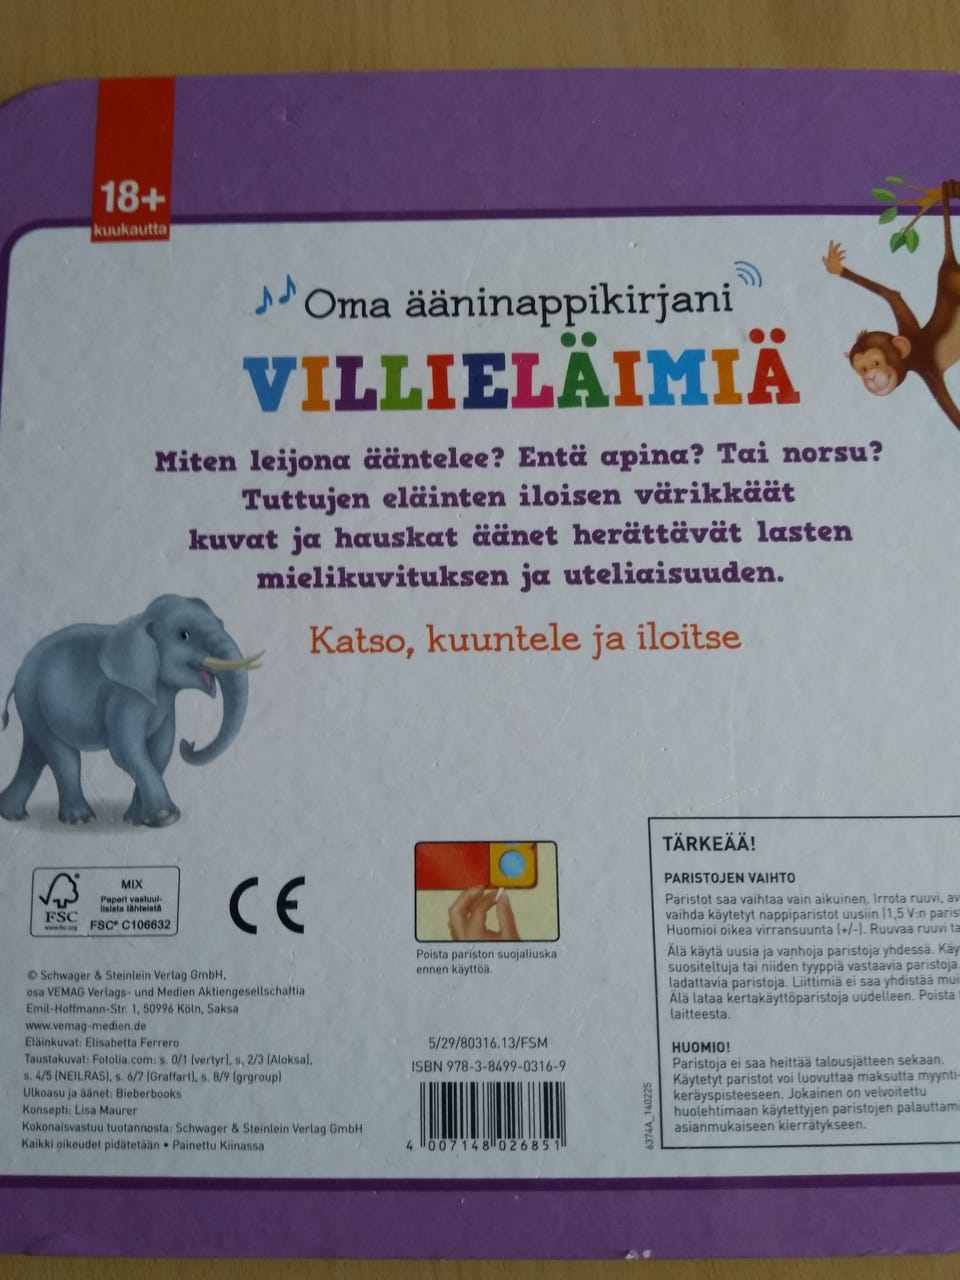 18+
kuukautta
Oma ääninappikirjani
VILLIELÄIMIÄ
Miten leijona ääntelee? Entä apina? Tai norsu?
Tuttujen eläinten iloisen värikkäät
kuvat ja hauskat äänet herättävät lasten
mielikuvituksen ja uteliaisuuden.
Katso, kuuntele ja iloitse
FSC
www.fsc.org
MIX
Paperi vastuul-
lisista lähteistä
FSC® C106632
CE
Poista pariston suojaliuska
ennen käyttöä.
© Schwager & Steinlein Verlag GmbH,
osa VEMAG Verlags- und Medien Aktiengesellschaftia
Emil-Hoffmann-Str. 1, 50996 Köln, Saksa
www.vemag-medien.de
Eläinkuvat: Elisabetta Ferrero
Taustakuvat: Fotolia.com: s. 0/1 (vertyr), s. 2/3 (Aloksa),
s. 4/5 (NEILRAS), s. 6/7 (Graffart), s. 8/9 (grgroup)
Ulkoasu ja äänet: Bieberbooks
Konsepti: Lisa Maurer
Kokonaisvastuu tuotannosta: Schwager & Steinlein Verlag GmbH
Kaikki oikeudet pidätetään • Painettu Kiinassa
5/29/80316.13/FSM
ISBN 978-3-8499-0316-9
4 007148 026851
6374A_140225
TÄRKEÄÄ!
PARISTOJEN VAIHTO
Paristot saa vaihtaa vain aikuinen. Irrota ruuvi, av
vaihda käytetyt nappiparistot uusiin (1,5 V:n paris
Huomioi oikea virransuunta (+/-). Ruuvaa ruuvi ta
Älä käytä uusia ja vanhoja paristoja yhdessä. Käy
suositeltuja tai niiden tyyppiä vastaavia paristoja.
ladattavia paristoja. Liittimiä ei saa yhdistää mui
Älä lataa kertakäyttöparistoja uudelleen. Poista
laitteesta.
HUOMIO!
Paristoja ei saa heittää talousjätteen sekaan.
Käytetyt paristot voi luovuttaa maksutta myynti-
keräyspisteeseen. Jokainen on velvoitettu
huolehtimaan käytettyjen paristojen palauttami
asianmukaiseen kierrätykseen.